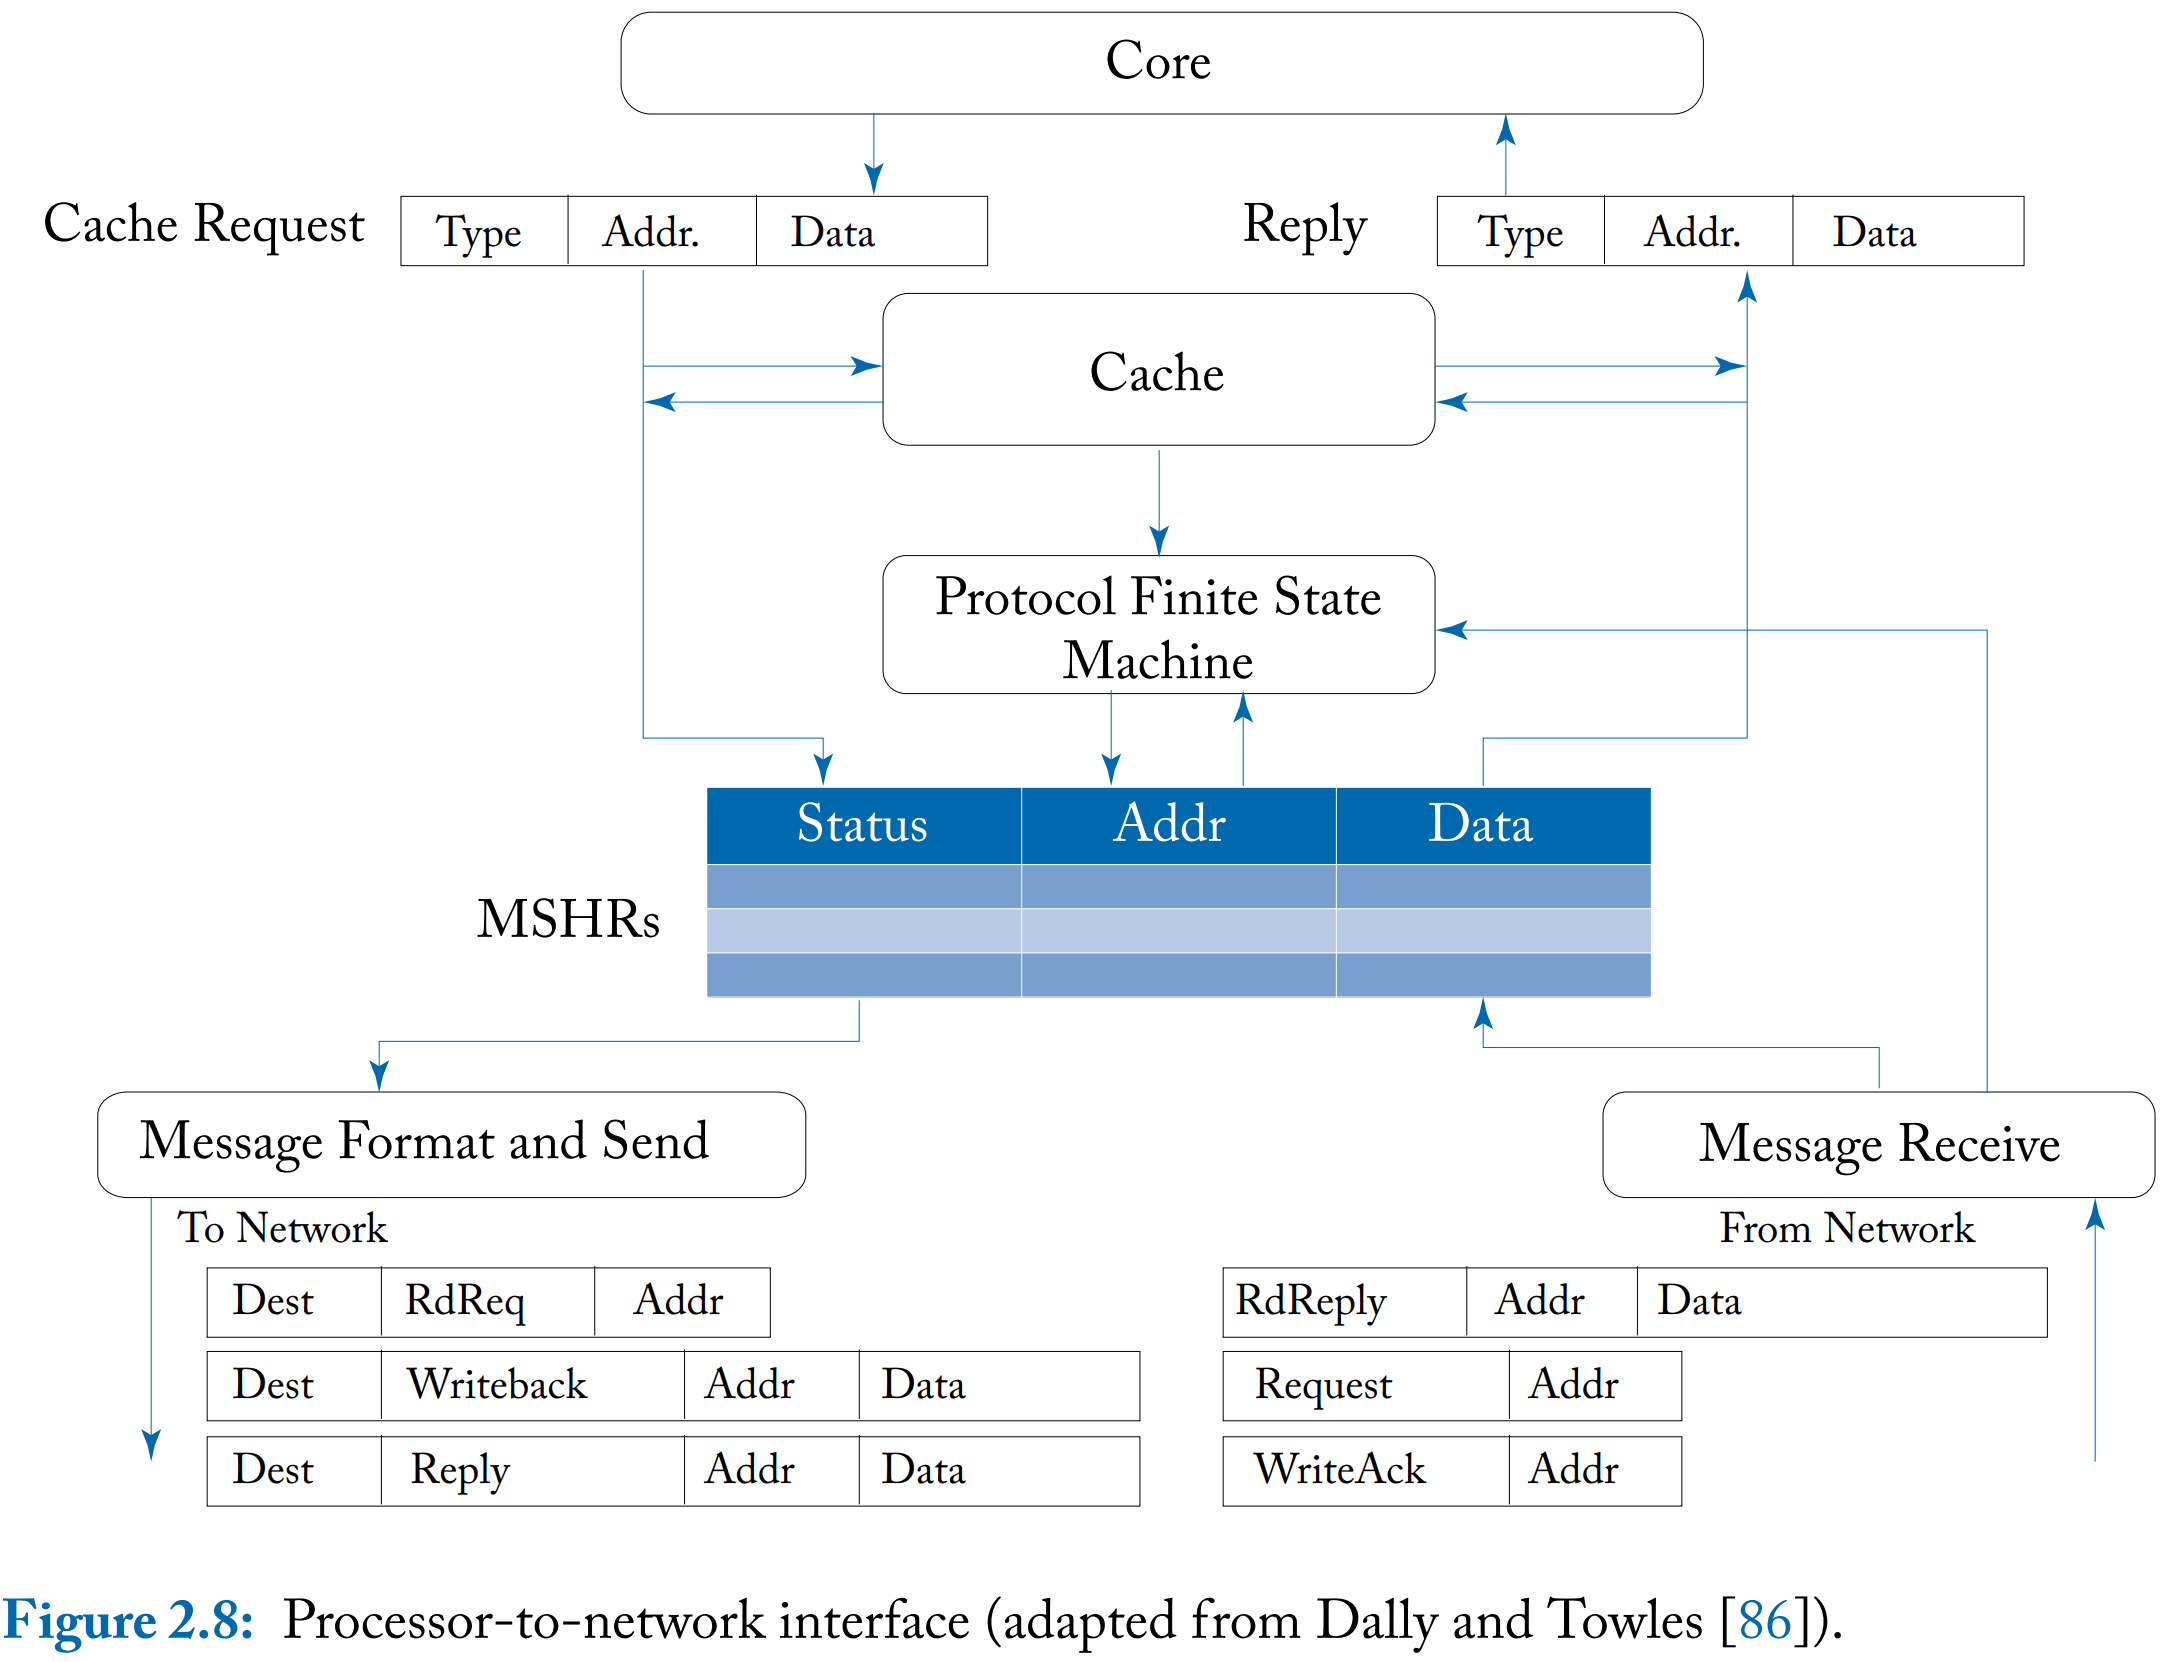 Core
Cache Request
Type Addr. Data
Reply
Type Addr. Data
Cache
Protocol Finite State
Machine
Status Addr Data
MSHRs
Message Format and Send
Message Receive
To Network
From Network
Dest RdReq Addr
RdReply Addr Data
Dest Writeback Addr Data
Request Addr
Dest Reply Addr Data
WriteAck Addr
Figure 2.8: Processor-to-network interface (adapted from Dally and Towles [86]).